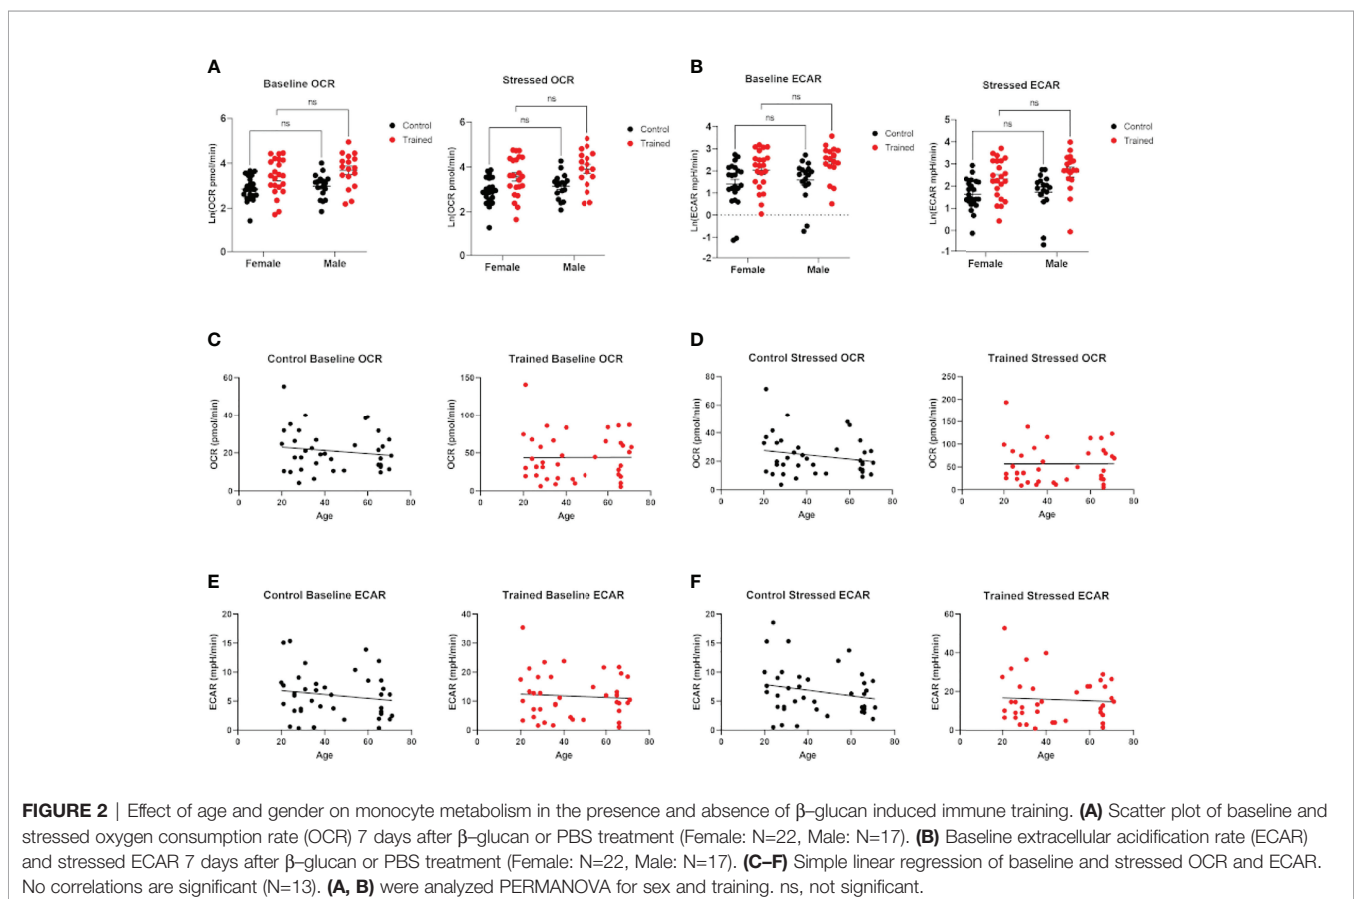 A
B
Baseline OCR
Stressed OCR
Baseline ECAR
Stressed ECAR
ns
ns
Control
Trained
Ln(OCR pmol/min)
6
4
2
0
Female
Male
ns
ns
Control
Trained
Ln(OCR pmol/min)
6
4
2
0
Female
Male
ns
ns
Control
Trained
Ln(ECAR mpH/min)
4
3
2
1
0
-1
-2
Female
Male
ns
ns
Control
Trained
Ln(ECAR mpH/min)
4
3
2
1
0
-1
Female
Male
C
Control Baseline OCR
OCR (pmol/min)
60
40
20
0
0 20 40 60 80
Age
Trained Baseline OCR
OCR (pmol/min)
150
100
50
0
0 20 40 60 80
Age
D
Control Stressed OCR
OCR (pmol/min)
80
60
40
20
0
0 20 40 60 80
Age
Trained Stressed OCR
OCR (pmol/min)
250
200
150
100
50
0
0 20 40 60 80
Age
E
Control Baseline ECAR
ECAR (mpH/min)
20
15
10
5
0
0 20 40 60 80
Age
Trained Baseline ECAR
ECAR (mpH/min)
40
30
20
10
0
0 20 40 60 80
Age
F
Control Stressed ECAR
ECAR (mpH/min)
20
15
10
5
0
0 20 40 60 80
Age
Trained Stressed ECAR
ECAR (mpH/min)
60
40
20
0
0 20 40 60 80
Age
FIGURE 2 | Effect of age and gender on monocyte metabolism in the presence and absence of β–glucan induced immune training. (A) Scatter plot of baseline and
stressed oxygen consumption rate (OCR) 7 days after β–glucan or PBS treatment (Female: N=22, Male: N=17). (B) Baseline extracellular acidification rate (ECAR)
and stressed ECAR 7 days after β–glucan or PBS treatment (Female: N=22, Male: N=17). (C–F) Simple linear regression of baseline and stressed OCR and ECAR.
No correlations are significant (N=13). (A, B) were analyzed PERMANOVA for sex and training. ns, not significant.